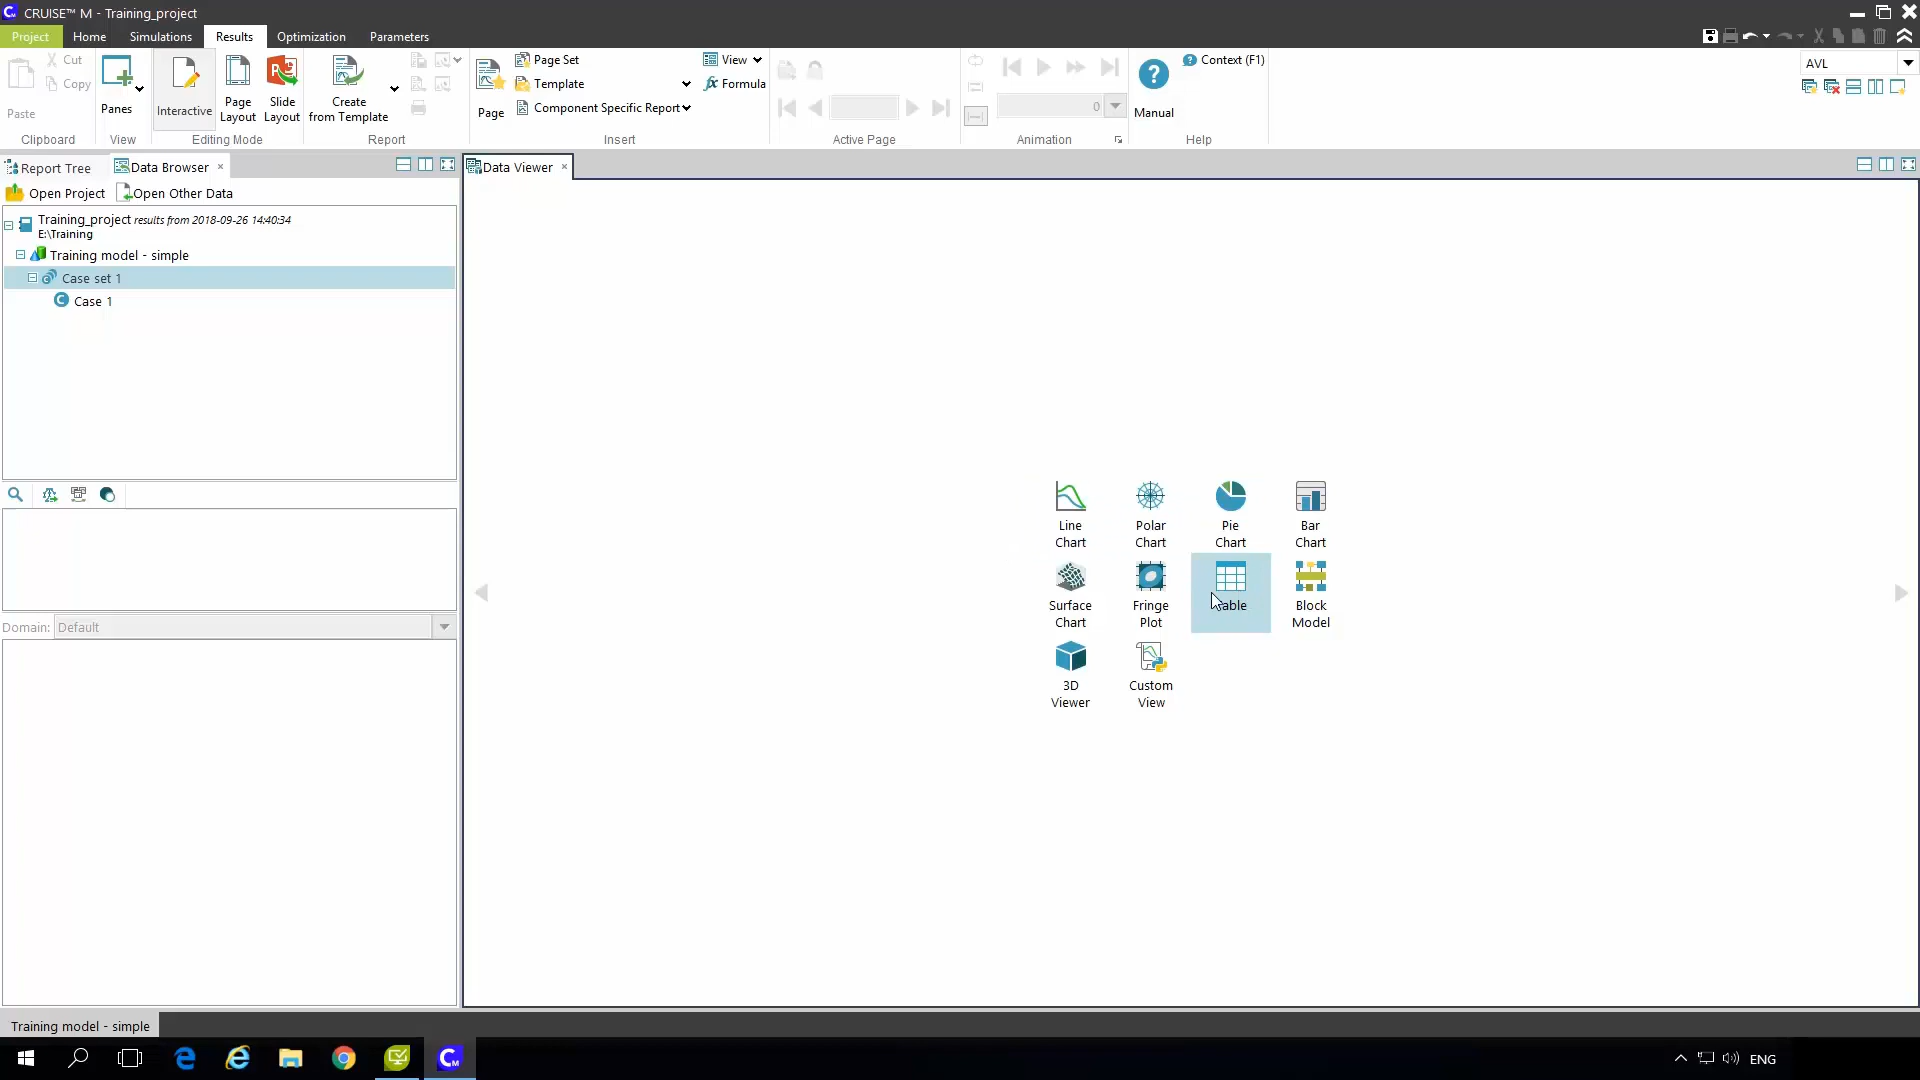 CRUISE™ M - Training_project
Project Home Simulations Results Optimization Parameters
Cut
Copy
Paste
Clipboard
Panes
View
Interactive
Page
Layout
Slide
Layout
Editing Mode
Create
from Template
Report
Page
Page Set
Template
Component Specific Report
View
Formula
Insert
Active Page
0
Animation
Manual
Context (F1)
Help
AVL
Report Tree
Data Browser
Open Project
Open Other Data
Training_project results from 2018-09-26 14:40:34
E:\Training
Training model - simple
Case set 1
Case 1
Domain: Default
Data Viewer
Line
Chart
Polar
Chart
Pie
Chart
Bar
Chart
Surface
Chart
Fringe
Plot
Table
Block
Model
3D
Viewer
Custom
View
Training model - simple
ENG